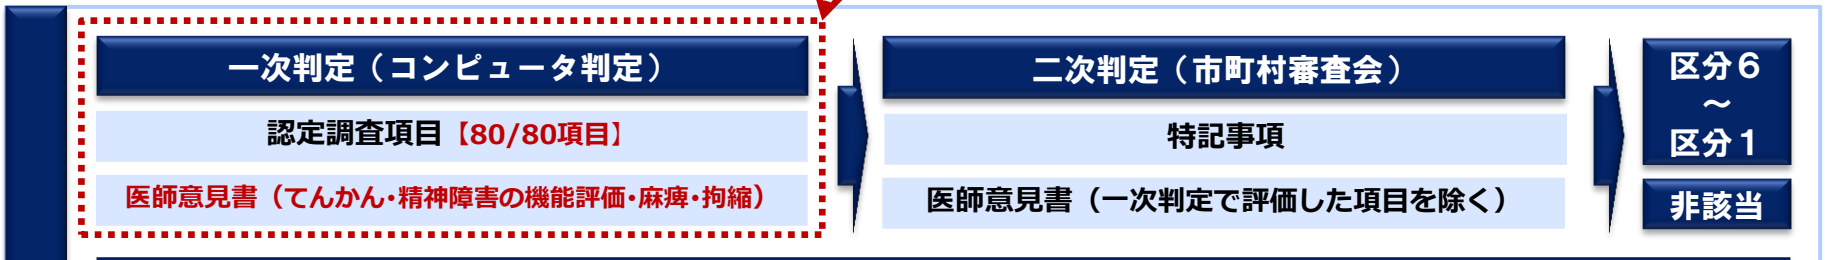 一次判定（コンピュータ判定）
認定調査項目【80/80項目】
医師意見書（てんかん・精神障害の機能評価・麻痺・拘縮）
二次判定（市町村審査会）
特記事項
医師意見書（一次判定で評価した項目を除く）
区分６
～
区分１
非該当